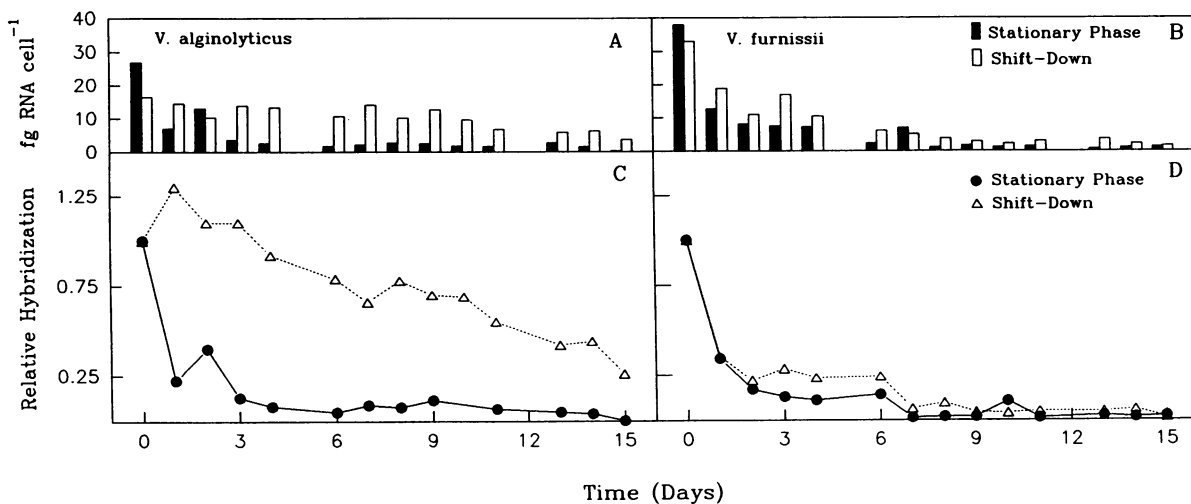 V. alginolyticus
A
V. furnissii
B
Stationary Phase
Shift-Down
fg RNA cell⁻¹
40
30
20
10
0
C
D
Stationary Phase
Shift-Down
Relative Hybridization
1.25
0.75
0.25
0 3 6 9 12 15
0 3 6 9 12 15
Time (Days)